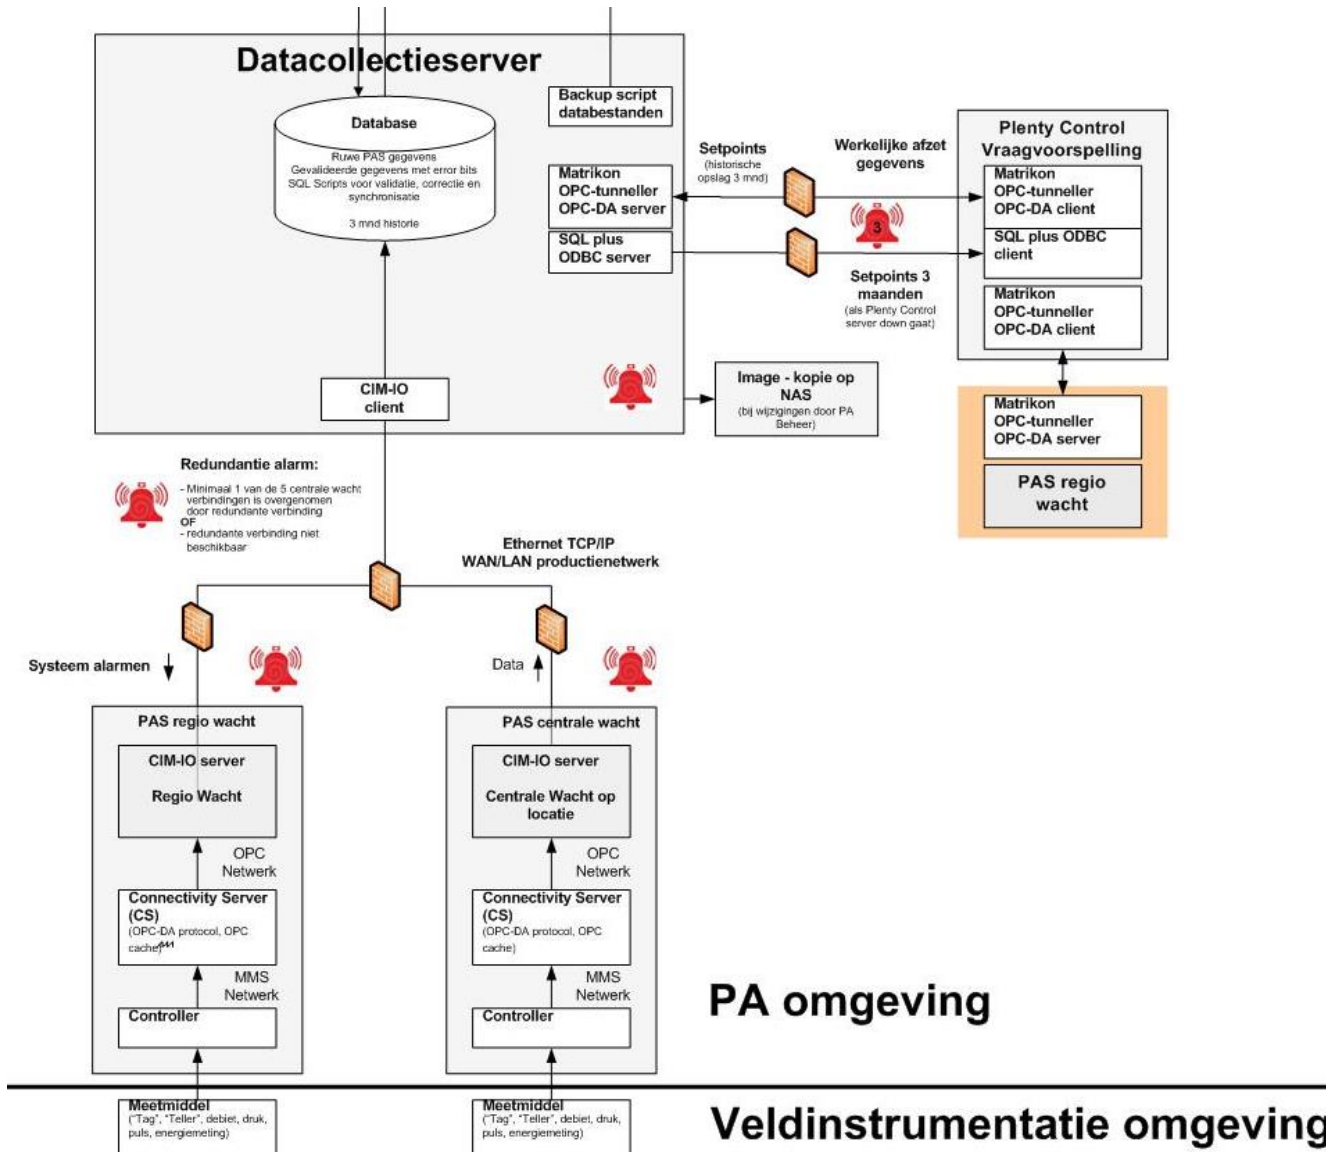 Datacollectieserver
Backup script
databestanden
Database
Ruwe PAS gegevens
Gevalideerde gegevens met error bits
SQL Scripts voor validatie, correctie en
synchronisatie
3 mnd historie
Matrikon
OPC-tunneller
OPC-DA server
SQL plus
ODBC server
Setpoints
(historische
opslag 3 mnd)
Werkelijke afzet
gegevens
3
Setpoints 3
maanden
(als Plenty Control
server down gaat)
Plenty Control
Vraagvoorspelling
Matrikon
OPC-tunneller
OPC-DA client
SQL plus ODBC
client
Matrikon
OPC-tunneller
OPC-DA client
Matrikon
OPC-tunneller
OPC-DA server
PAS regio
wacht
CIM-IO
client
Image - kopie op
NAS
(bij wijzigingen door PA
Beheer)
Redundantie alarm:
- Minimaal 1 van de 5 centrale wacht
verbindingen is overgenomen
door redundante verbinding
OF
- redundante verbinding niet
beschikbaar
Ethernet TCP/IP
WAN/LAN productienetwerk
Systeem alarmen
Data
PAS regio wacht
CIM-IO server
Regio Wacht
OPC
Netwerk
Connectivity Server
(CS)
(OPC-DA protocol, OPC
cache)
MMS
Netwerk
Controller
PAS centrale wacht
CIM-IO server
Centrale Wacht op
locatie
OPC
Netwerk
Connectivity Server
(CS)
(OPC-DA protocol, OPC
cache)
MMS
Netwerk
Controller
PA omgeving
Meetmiddel
("Tag", "Teller", debiet, druk,
puls, energiemeting)
Meetmiddel
("Tag", "Teller", debiet, druk,
puls, energiemeting)
Veldinstrumentatie omgeving